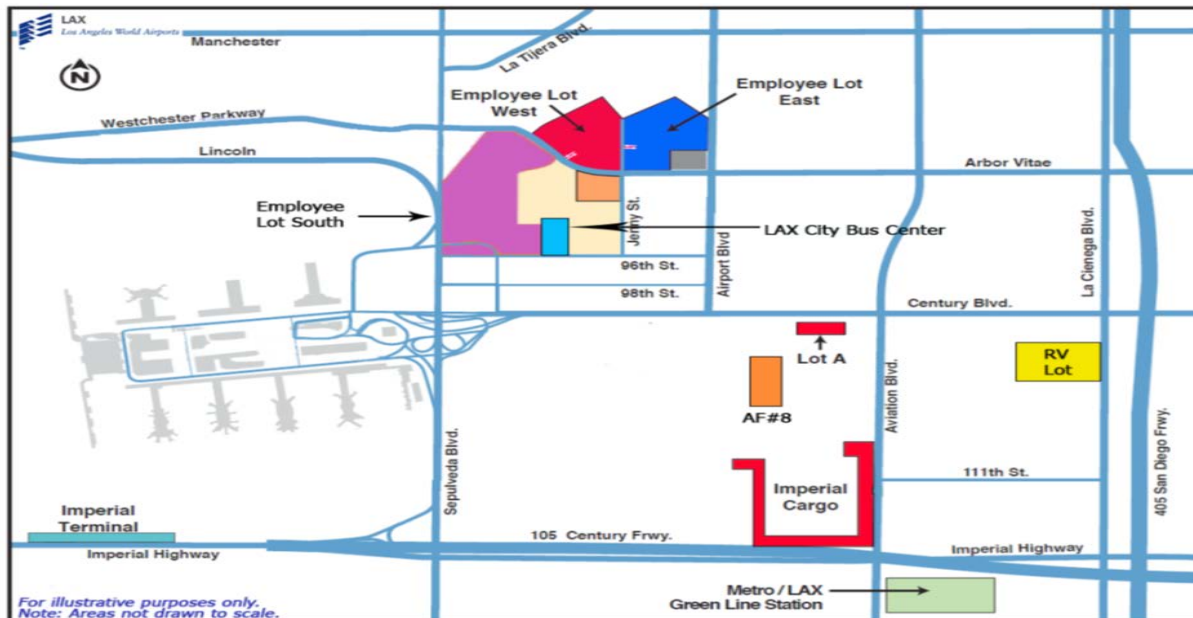 LAX
Los Angeles World Airports
Manchester
N
La Tijera Blvd.
Employee Lot
West
Employee Lot
East
Westchester Parkway
Lincoln
Arbor Vitae
Employee
Lot South
Jenny St.
LAX City Bus Center
Airport Blvd
La Cienega Blvd.
96th St.
98th St.
Century Blvd.
Lot A
RV
Lot
AF#8
Aviation Blvd.
Sepulveda Blvd.
405 San Diego Frwy.
111th St.
Imperial
Cargo
Imperial
Terminal
105 Century Frwy.
Imperial Highway
Imperial Highway
Metro / LAX
Green Line Station
For illustrative purposes only.
Note: Areas not drawn to scale.